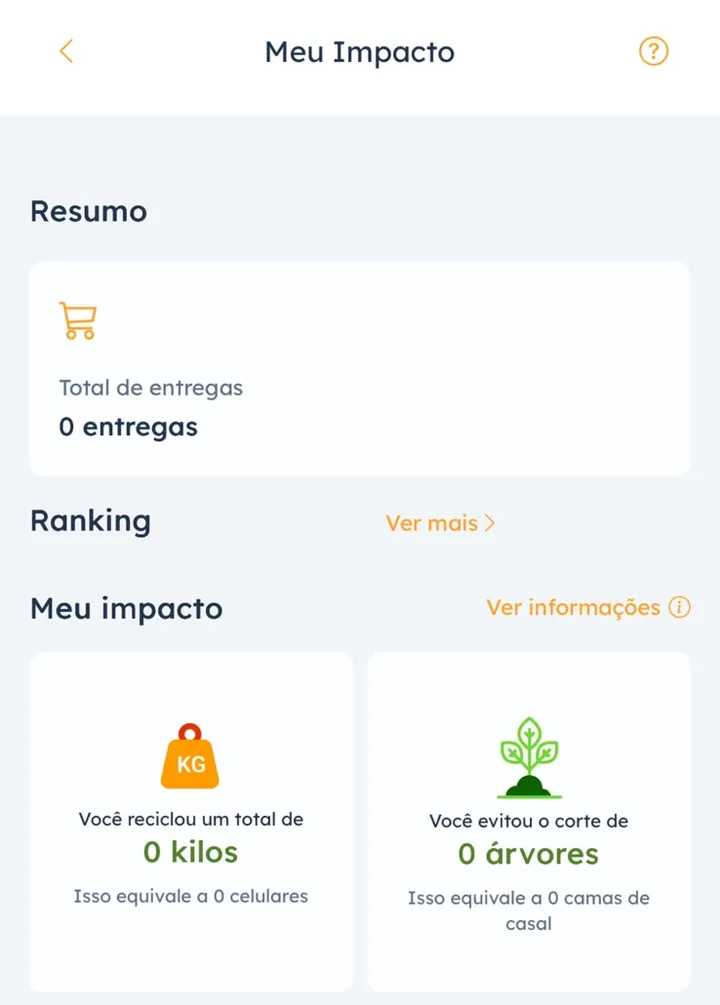 Meu Impacto
?
Resumo
Total de entregas
0 entregas
Ranking
Ver mais
Meu impacto
Ver informações
KG
Você reciclou um total de
0 kilos
Isso equivale a 0 celulares
Você evitou o corte de
0 árvores
Isso equivale a 0 camas de
casal